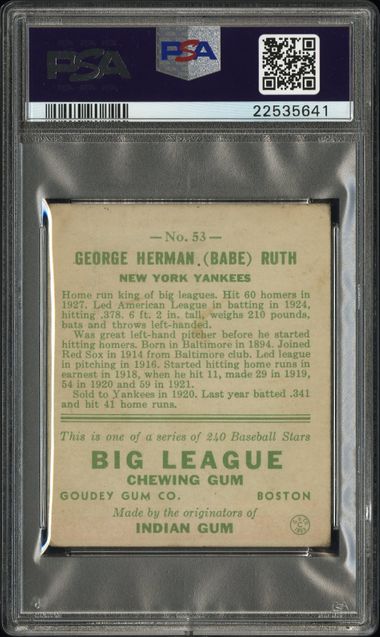 PSA
PSA
22535641
— No. 53 —
GEORGE HERMAN (BABE) RUTH
NEW YORK YANKEES
Home run king of big leagues. Hit 60 homers in
1927. Led American League in batting in 1924,
hitting .378. 6 ft. 2 in. tall, weighs 210 pounds,
bats and throws left-handed.
Was great left-hand pitcher before he started
hitting homers. Born in Baltimore in 1894. Joined
Red Sox in 1914 from Baltimore club. Led league
in pitching in 1916. Started hitting home runs in
earnest in 1918, when he hit 11, made 29 in 1919,
54 in 1920 and 59 in 1921.
Sold to Yankees in 1920. Last year batted .341
and hit 41 home runs.
This is one of a series of 240 Baseball Stars
BIG LEAGUE
CHEWING GUM
GOUDEY GUM CO. BOSTON
Made by the originators of
INDIAN GUM